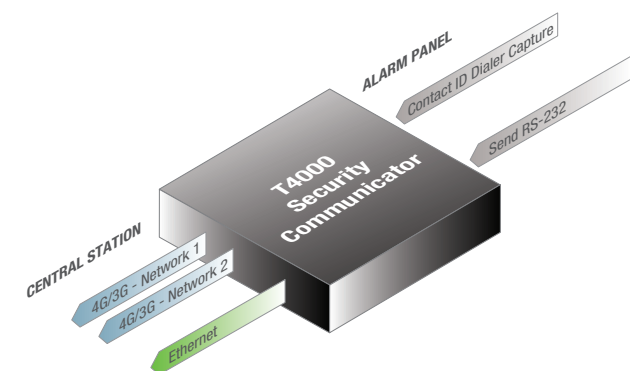 ALARM PANEL
Contact ID Dialer Capture
Send RS-232
T4000
Security
Communicator
CENTRAL STATION
4G/3G - Network 1
4G/3G - Network 2
Ethernet